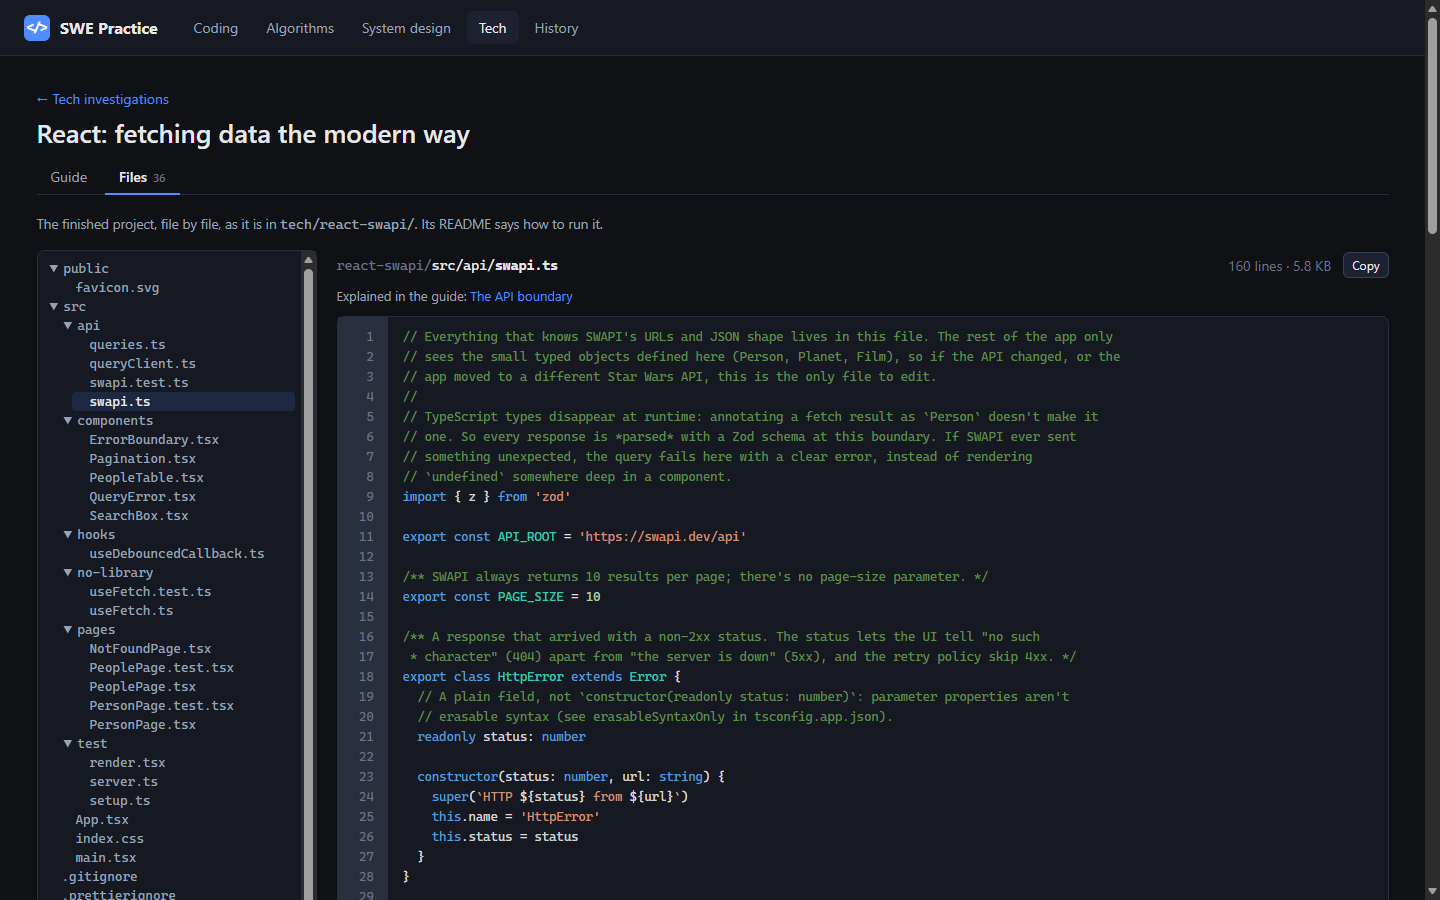 </> SWE Practice Coding Algorithms System design Tech History
← Tech investigations
React: fetching data the modern way
Guide Files 36
The finished project, file by file, as it is in tech/react-swapi/. Its README says how to run it.
▼ public
favicon.svg
▼ src
▼ api
queries.ts
queryClient.ts
swapi.test.ts
swapi.ts
▼ components
ErrorBoundary.tsx
Pagination.tsx
PeopleTable.tsx
QueryError.tsx
SearchBox.tsx
▼ hooks
useDebouncedCallback.ts
▼ no-library
useFetch.test.ts
useFetch.ts
▼ pages
NotFoundPage.tsx
PeoplePage.test.tsx
PeoplePage.tsx
PersonPage.test.tsx
PersonPage.tsx
▼ test
render.tsx
server.ts
setup.ts
App.tsx
index.css
main.tsx
.gitignore
.prettierignore
react-swapi/src/api/swapi.ts 160 lines · 5.8 KB Copy
Explained in the guide: The API boundary
1 // Everything that knows SWAPI's URLs and JSON shape lives in this file. The rest of the app only
2 // sees the small typed objects defined here (Person, Planet, Film), so if the API changed, or the
3 // app moved to a different Star Wars API, this is the only file to edit.
4 //
5 // TypeScript types disappear at runtime: annotating a fetch result as `Person` doesn't make it
6 // one. So every response is *parsed* with a Zod schema at this boundary. If SWAPI ever sent
7 // something unexpected, the query fails here with a clear error, instead of rendering
8 // `undefined` somewhere deep in a component.
9 import { z } from 'zod'
10
11 export const API_ROOT = 'https://swapi.dev/api'
12
13 /** SWAPI always returns 10 results per page; there's no page-size parameter. */
14 export const PAGE_SIZE = 10
15
16 /** A response that arrived with a non-2xx status. The status lets the UI tell "no such
17 * character" (404) apart from "the server is down" (5xx), and the retry policy skip 4xx. */
18 export class HttpError extends Error {
19 // A plain field, not `constructor(readonly status: number)`: parameter properties aren't
20 // erasable syntax (see erasableSyntaxOnly in tsconfig.app.json).
21 readonly status: number
22
23 constructor(status: number, url: string) {
24 super(`HTTP ${status} from ${url}`)
25 this.name = 'HttpError'
26 this.status = status
27 }
28 }
29